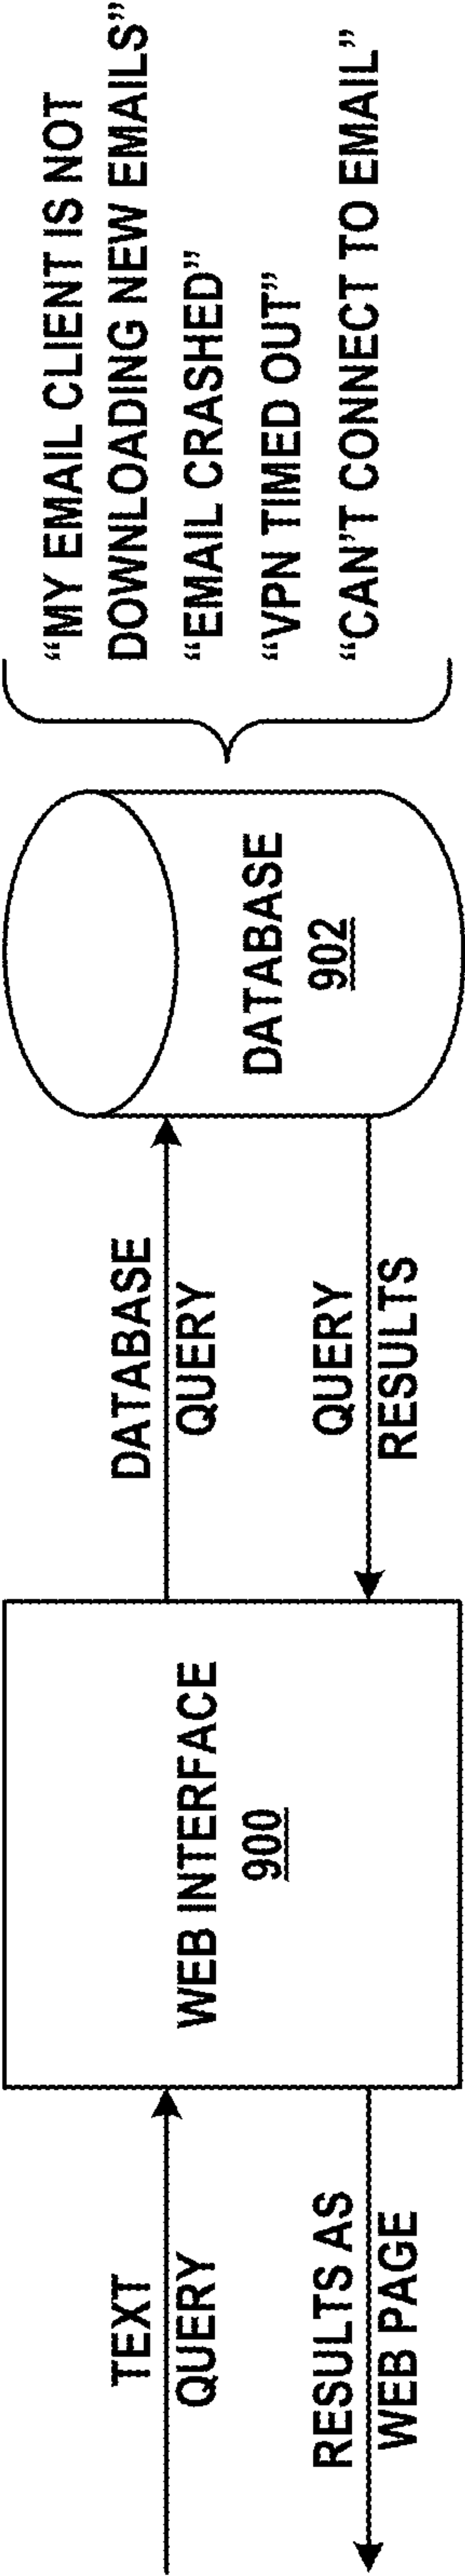 TEXT
QUERY
RESULTS AS
WEB PAGE
WEB INTERFACE
900
DATABASE
QUERY
QUERY
RESULTS
DATABASE
902
“MY EMAIL CLIENT IS NOT
DOWNLOADING NEW EMAILS”
“EMAIL CRASHED”
“VPN TIMED OUT”
“CAN’T CONNECT TO EMAIL”